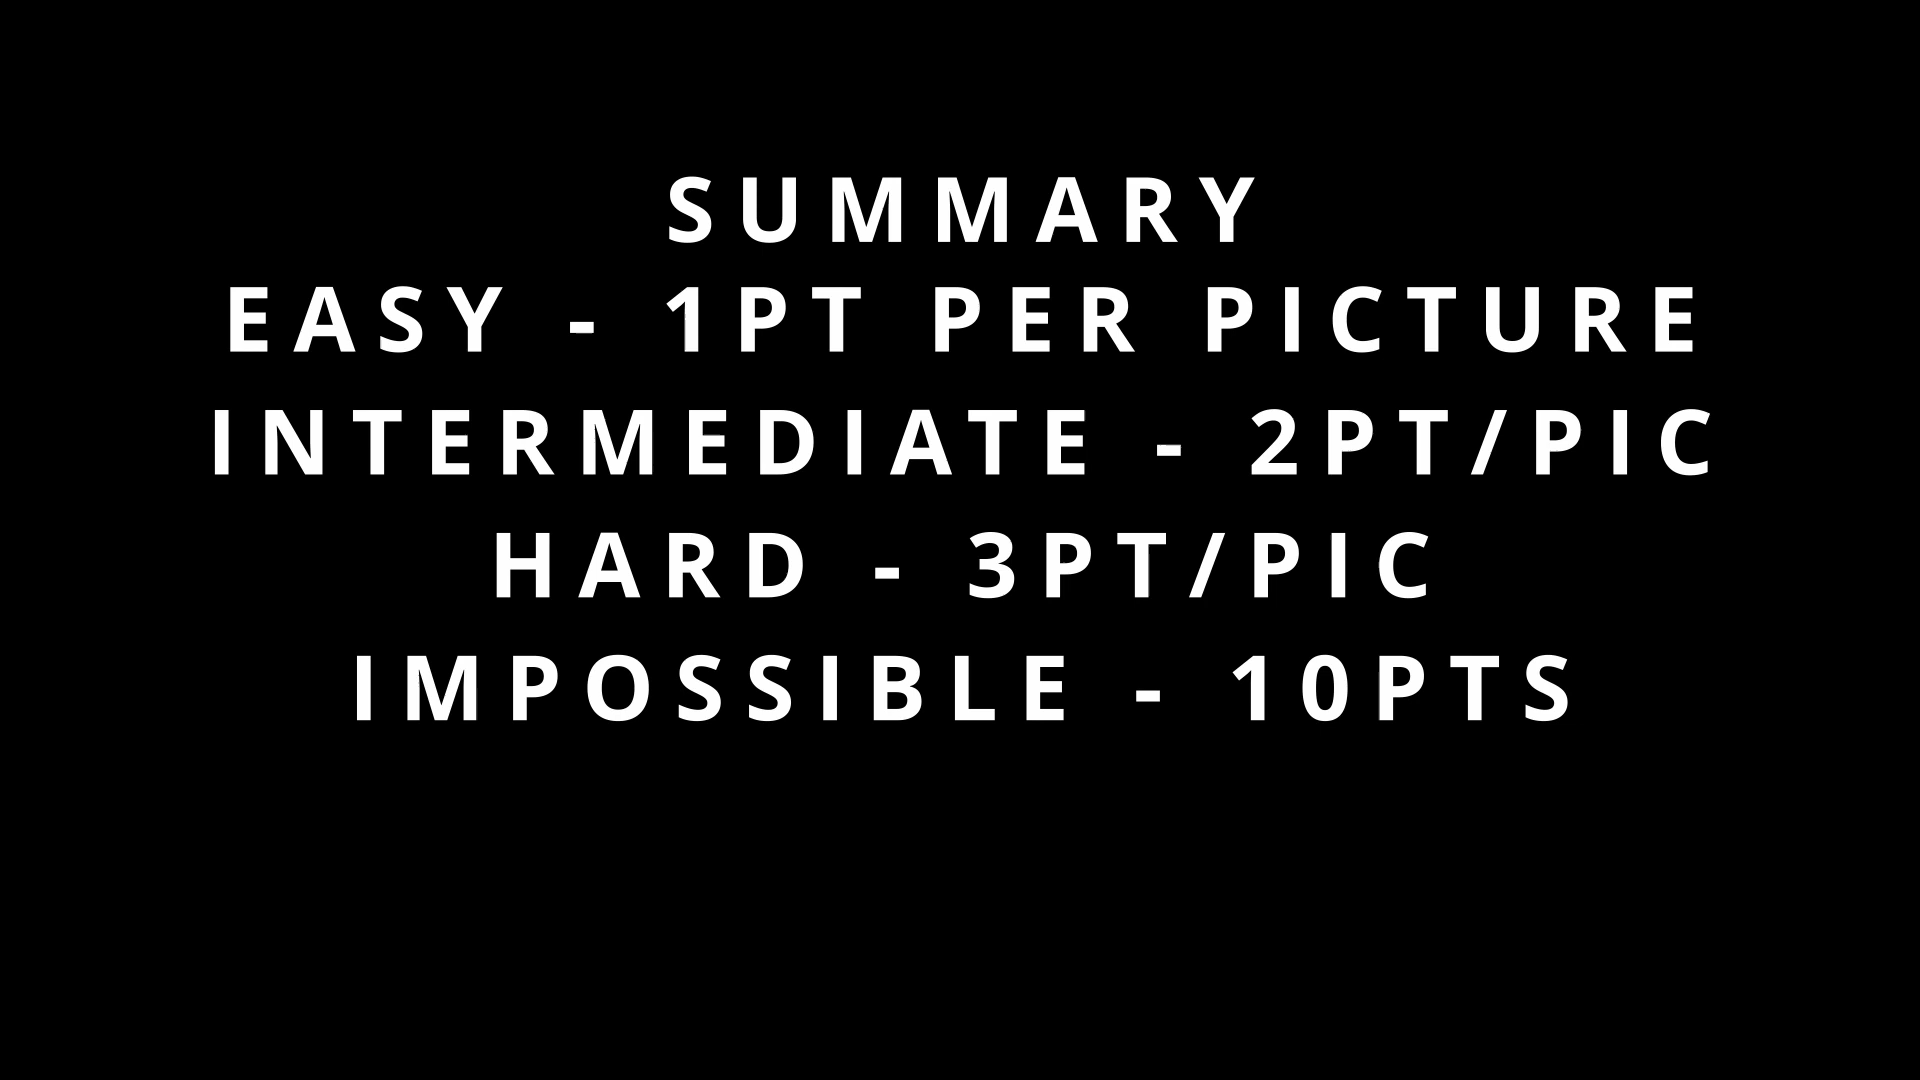 SUMMARY
EASY - 1PT PER PICTURE
INTERMEDIATE - 2PT/PIC
HARD - 3PT/PIC
IMPOSSIBLE - 10PTS